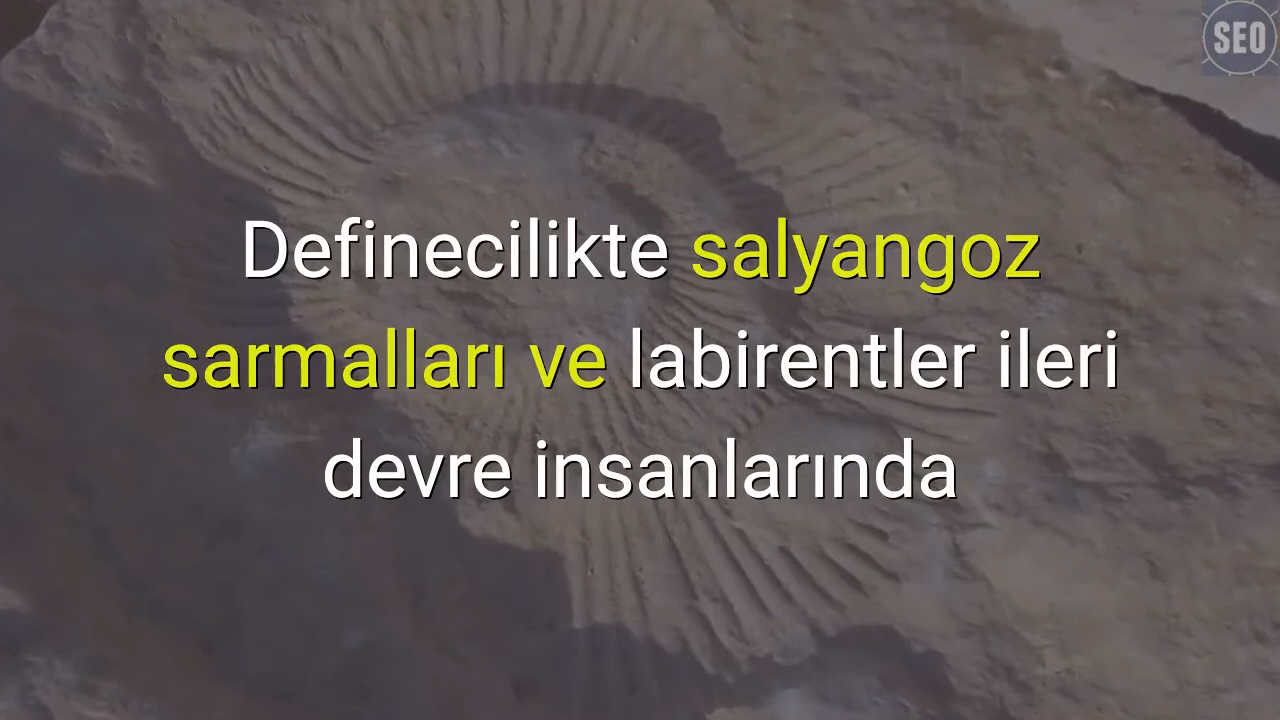 SEO
Definecilikte salyangoz
sarmalları ve labirentler ileri
devre insanlarında